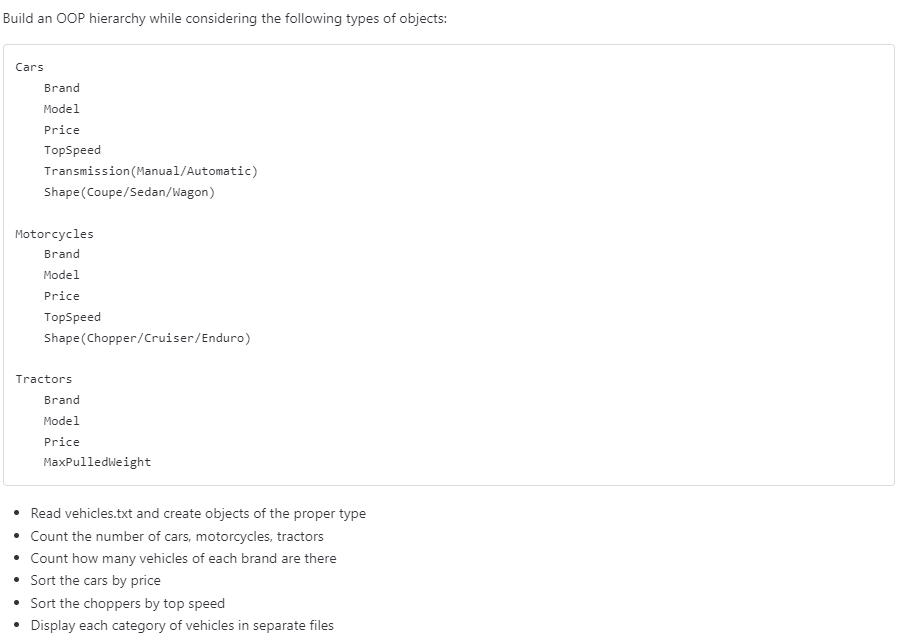 Build an OOP hierarchy while considering the following types of objects:
Cars
Brand
Model
Price
TopSpeed
Transmission(Manual/Automatic)
Shape(Coupe/Sedan/Wagon)
Motorcycles
Brand
Model
Price
TopSpeed
Shape(Chopper/Cruiser/Enduro)
Tractors
Brand
Model
Price
MaxPulledWeight
• Read vehicles.txt and create objects of the proper type
• Count the number of cars, motorcycles, tractors
• Count how many vehicles of each brand are there
• Sort the cars by price
• Sort the choppers by top speed
• Display each category of vehicles in separate files